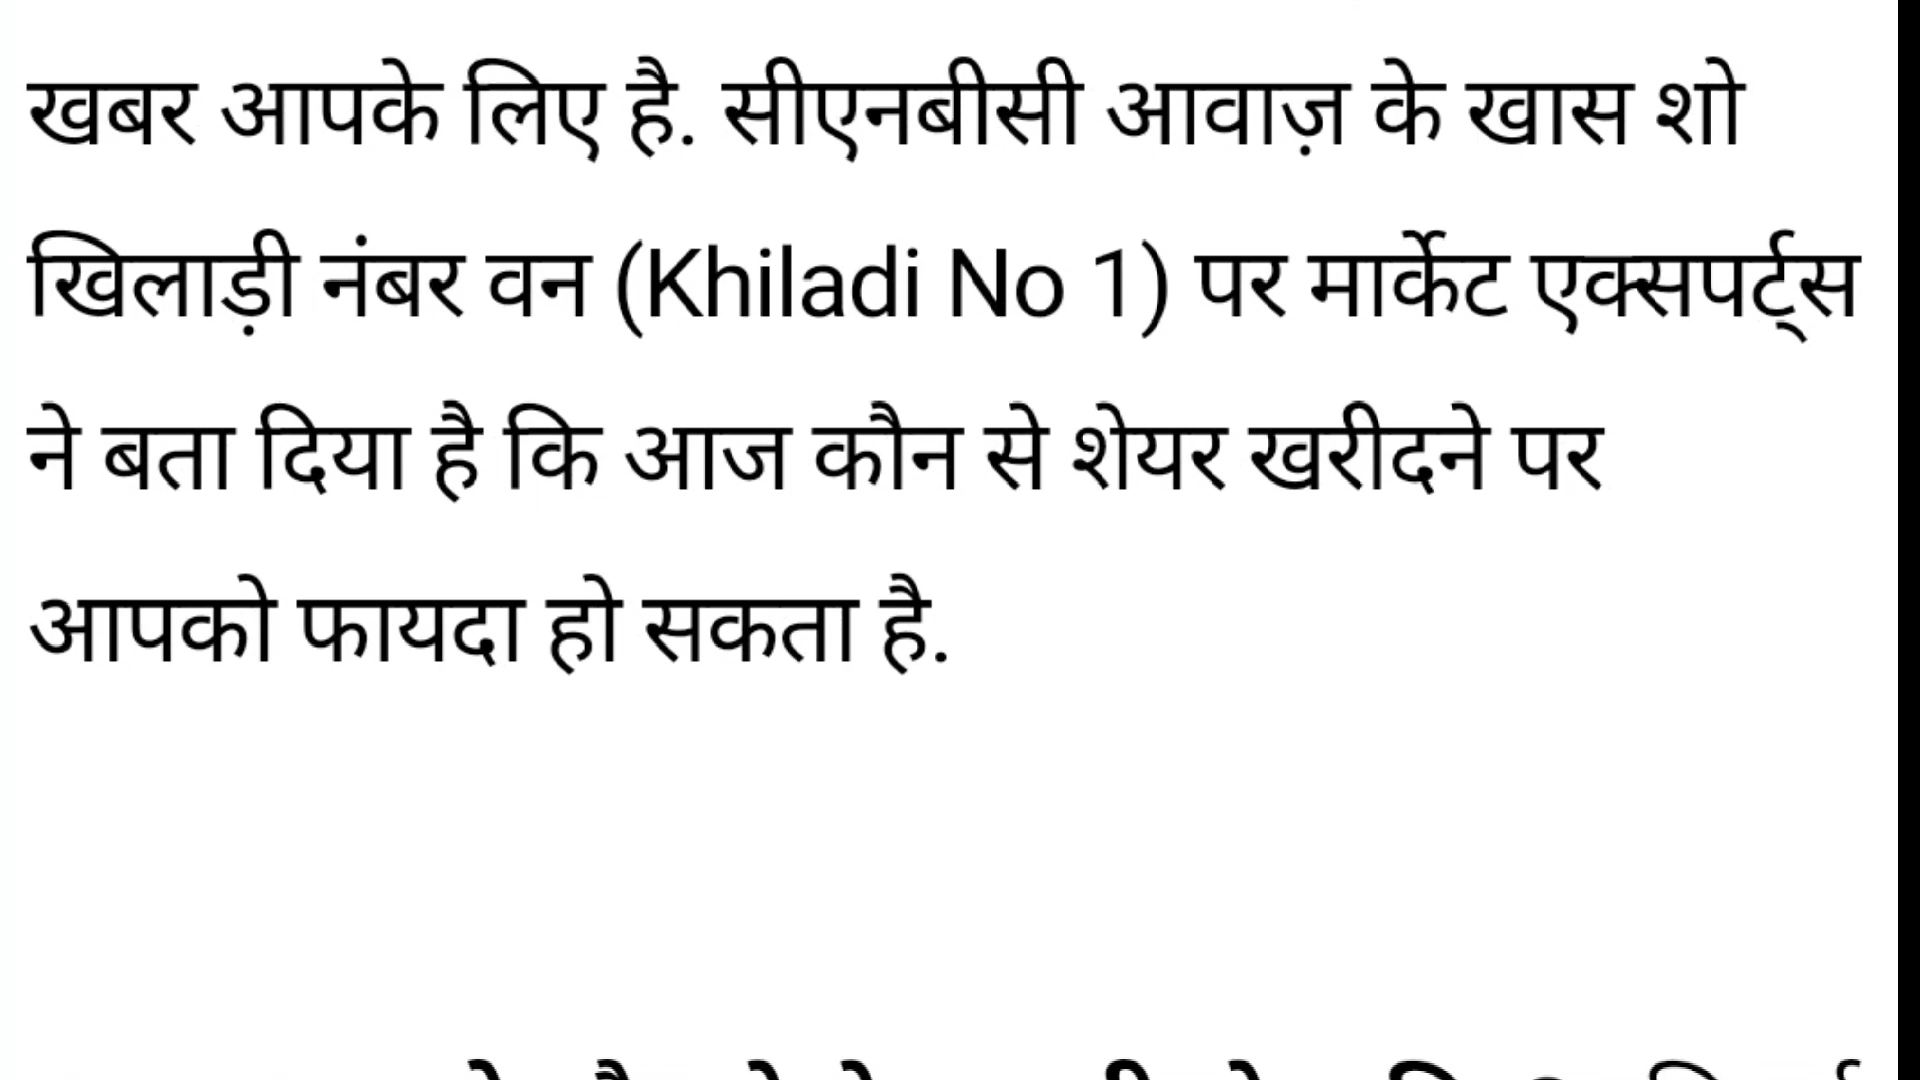 खबर आपके लिए है. सीएनबीसी आवाज़ के खास शो
खिलाड़ी नंबर वन (Khiladi No 1) पर मार्केट एक्सपर्ट्स
ने बता दिया है कि आज कौन से शेयर खरीदने पर
आपको फायदा हो सकता है.